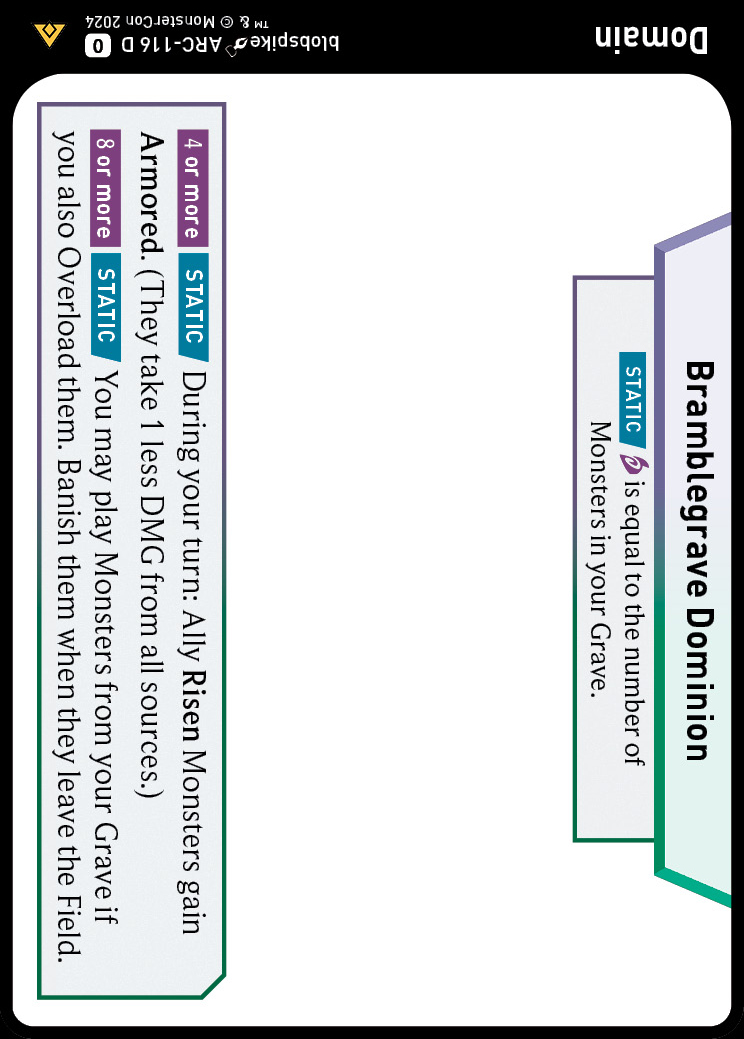 Bramblegrave Dominion
STATIC is equal to the number of
Monsters in your Grave.
4 or more STATIC During your turn: Ally Risen Monsters gain
Armored. (They take 1 less DMG from all sources.)
8 or more STATIC You may play Monsters from your Grave if
you also Overload them. Banish them when they leave the Field.
Domain
blobspike ARC-116 D 0
™ & © MonsterCon 2024